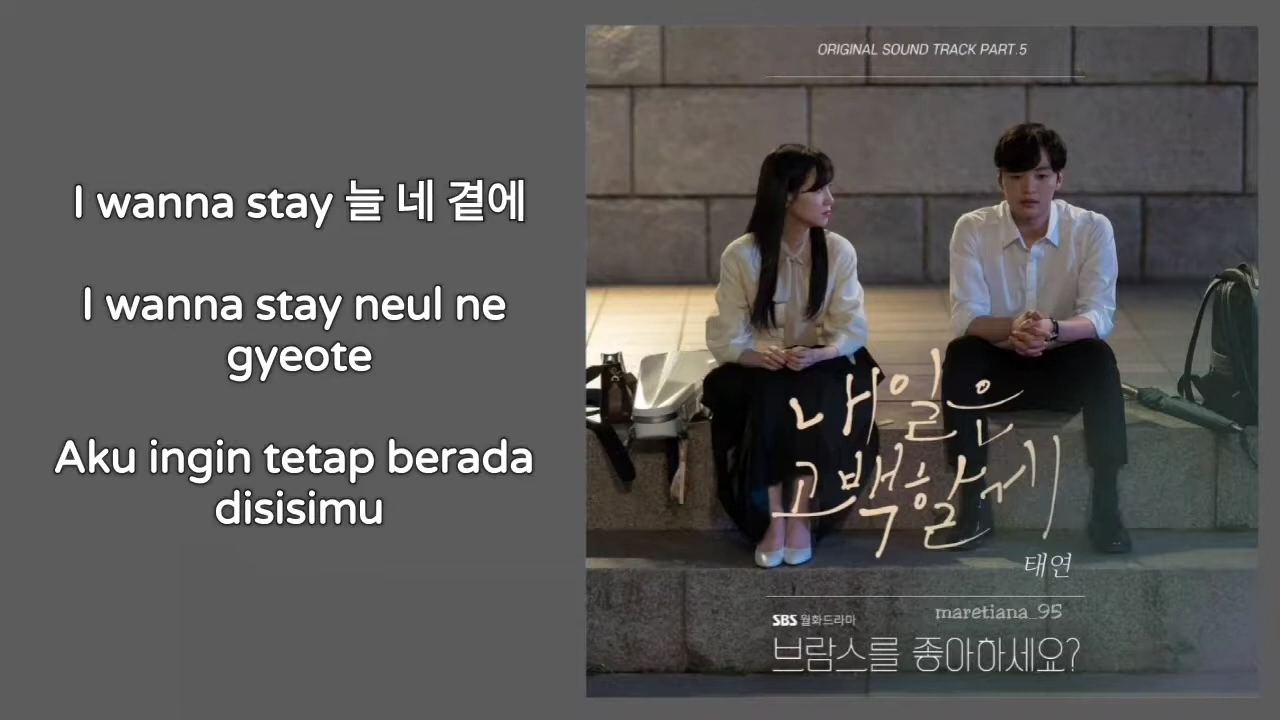 I wanna stay 늘 네 곁에
I wanna stay neul ne
gyeote
Aku ingin tetap berada
disisimu
ORIGINAL SOUND TRACK PART.5
내일은
고백할게
태연
maretiana_95
SBS 월화드라마
브람스를 좋아하세요?